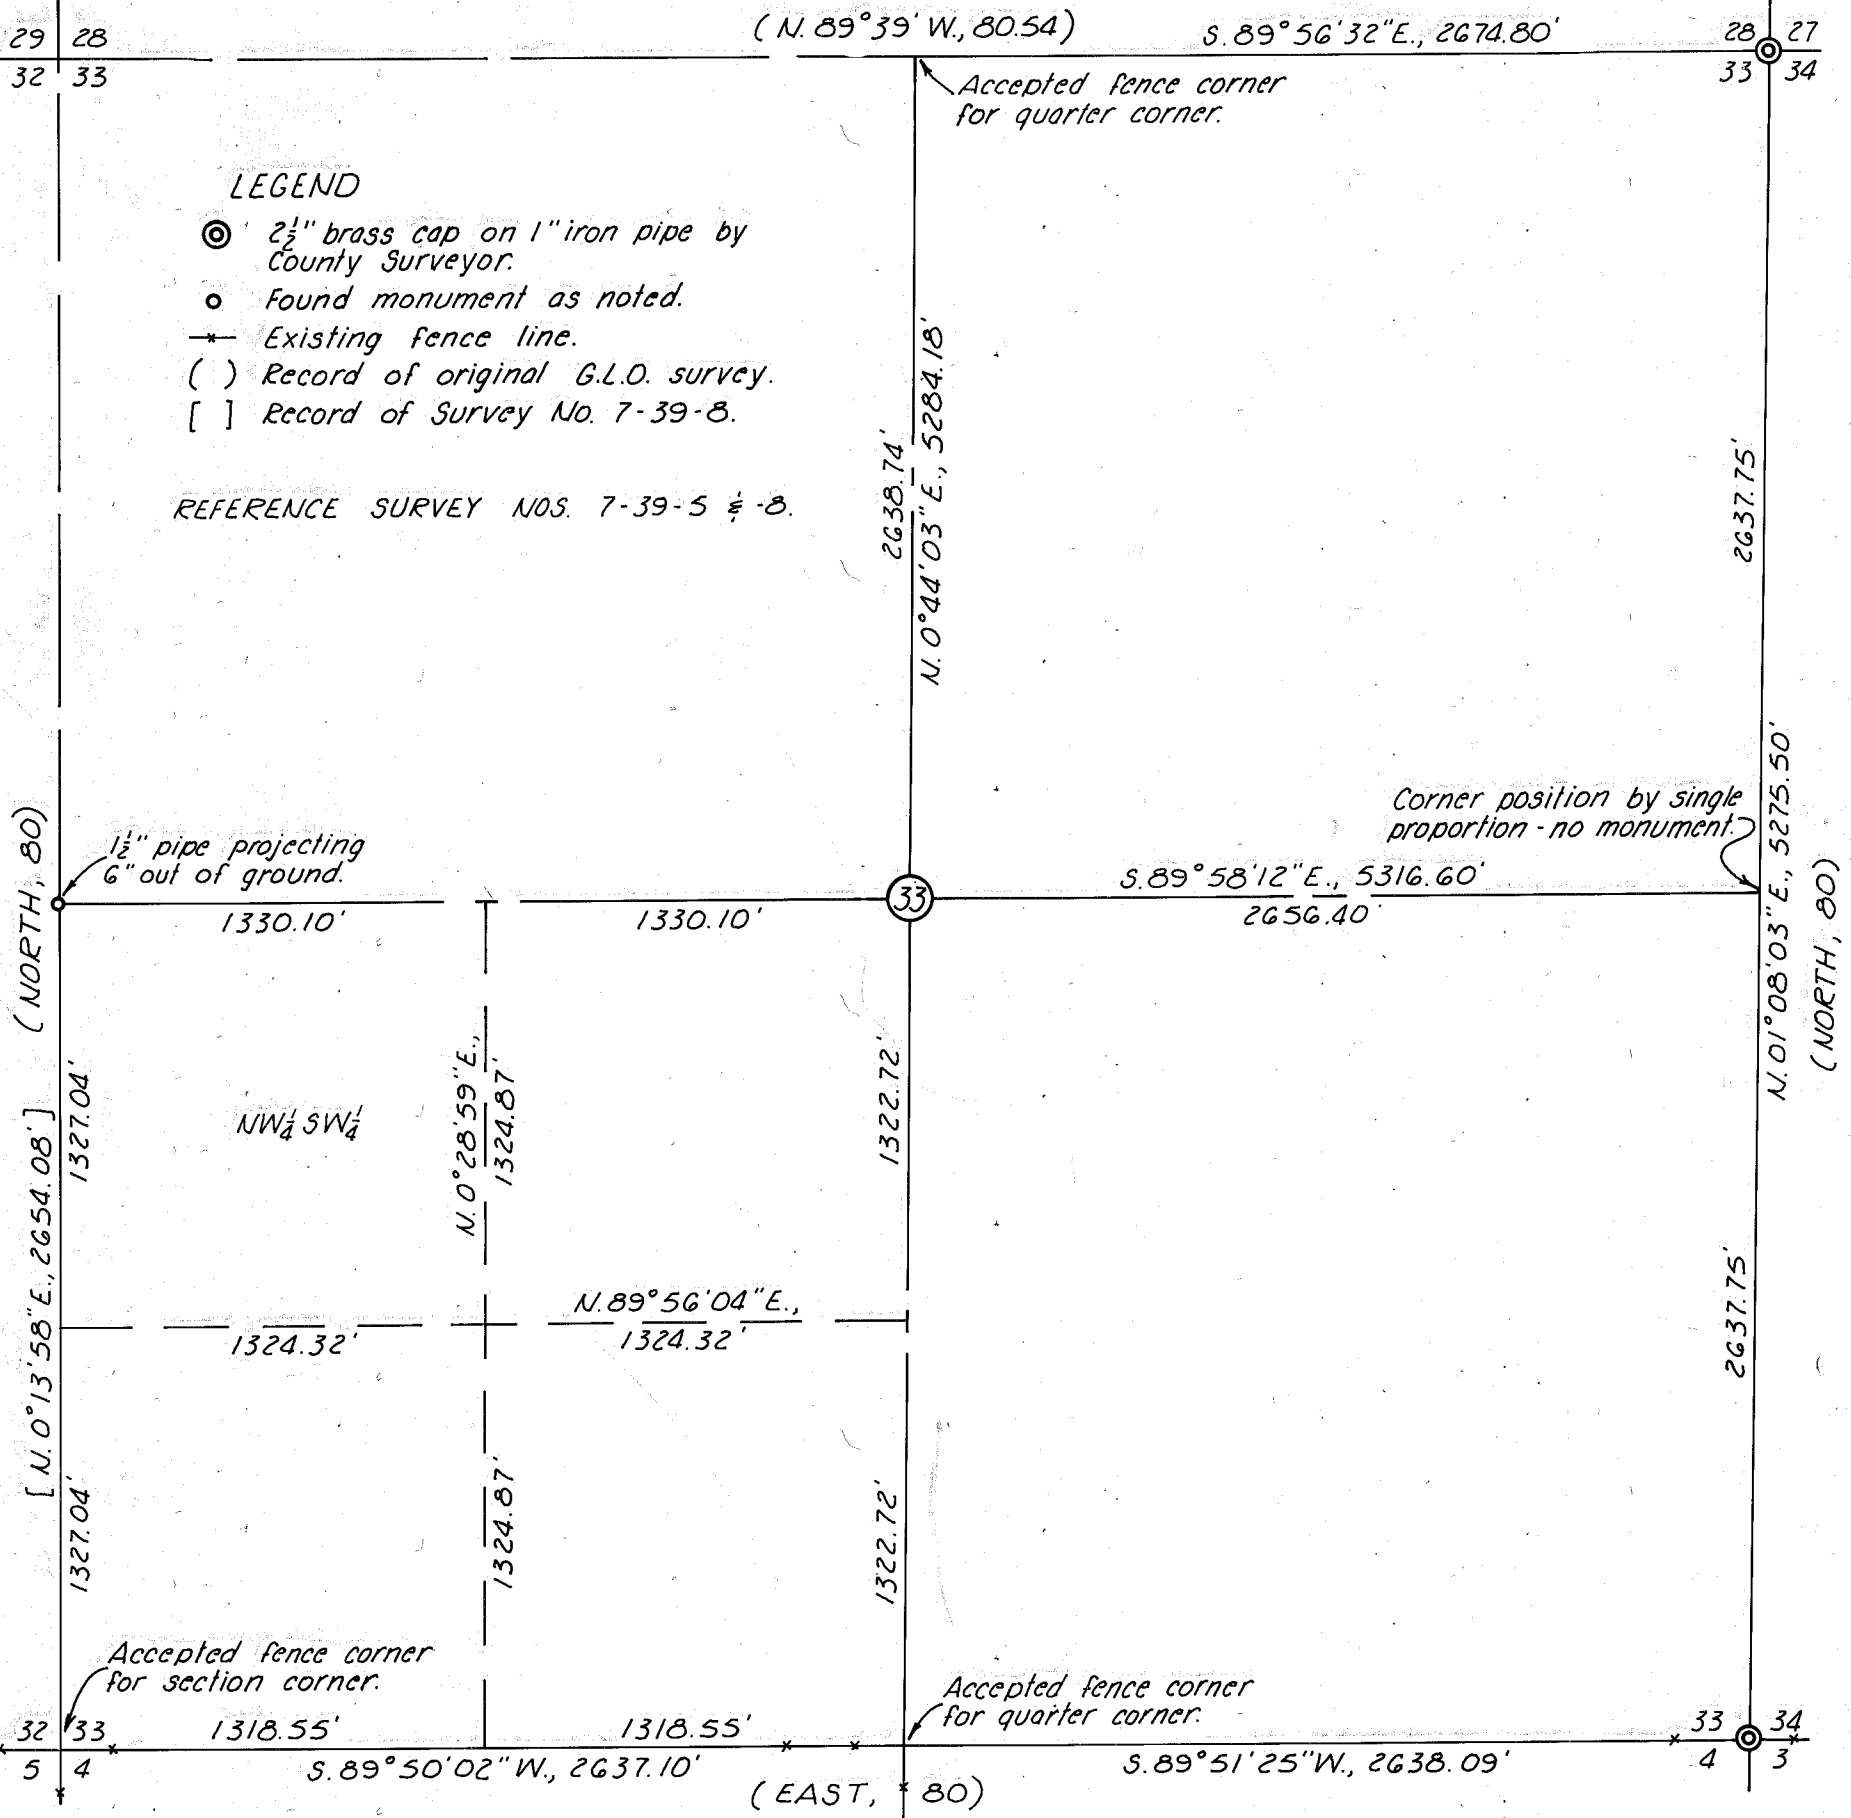 29 28
32 33
(N. 89°39' W., 80.54)
S. 89°56'32"E., 2674.80'
28 27
33 34
Accepted fence corner
for quarter corner.
LEGEND
2½" brass cap on 1" iron pipe by
County Surveyor.
Found monument as noted.
Existing fence line.
( ) Record of original G.L.O. survey.
[ ] Record of Survey No. 7-39-8.
REFERENCE SURVEY NOS. 7-39-5 & -8.
2638.74'
N. 0°44'03" E., 5284.18'
2637.75'
(NORTH, 80)
1½" pipe projecting
6" out of ground.
1330.10'
1330.10'
33
S. 89°58'12"E., 5316.60'
2656.40'
Corner position by single
proportion - no monument.
N. 01°08'03" E., 5275.50'
(NORTH, 80)
[N. 0°13'58"E., 2654.08']
1327.04'
NW¼ SW¼
N. 0°28'59"E.,
1324.87'
1322.72'
N. 89°56'04"E.,
1324.32'
1324.32'
2637.75'
1327.04'
1324.87'
1322.72'
Accepted fence corner
for section corner.
Accepted fence corner
for quarter corner.
32 33
5 4
1318.55'
1318.55'
S. 89°50'02" W., 2637.10'
(EAST, 80)
S. 89°51'25"W., 2638.09'
33 34
4 3